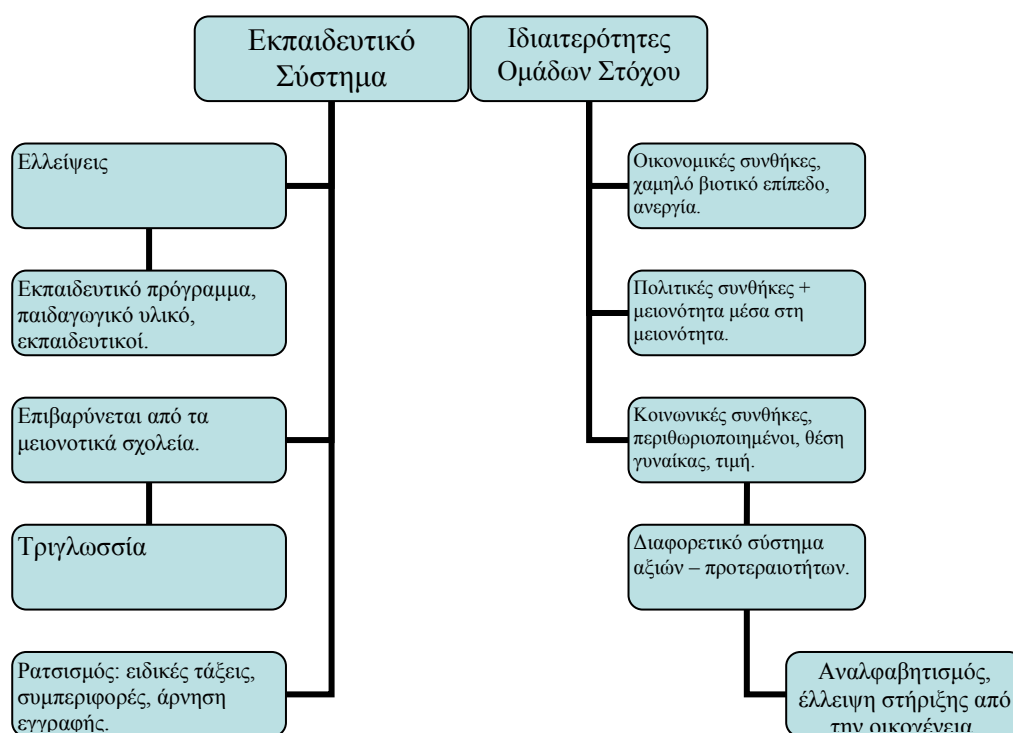 Εκπαιδευτικό
Σύστημα
Ελλείψεις
Εκπαιδευτικό πρόγραμμα,
παιδαγωγικό υλικό,
εκπαιδευτικοί.
Επιβαρύνεται από τα
μειονοτικά σχολεία.
Τριγλωσσία
Ρατσισμός: ειδικές τάξεις,
συμπεριφορές, άρνηση
εγγραφής.
Ιδιαιτερότητες
Ομάδων Στόχου
Οικονομικές συνθήκες,
χαμηλό βιοτικό επίπεδο,
ανεργία.
Πολιτικές συνθήκες +
μειονότητα μέσα στη
μειονότητα.
Κοινωνικές συνθήκες,
περιθωριοποιημένοι, θέση
γυναίκας, τιμή.
Διαφορετικό σύστημα
αξιών – προτεραιοτήτων.
Αναλφαβητισμός,
έλλειψη στήριξης από
την οικογένεια